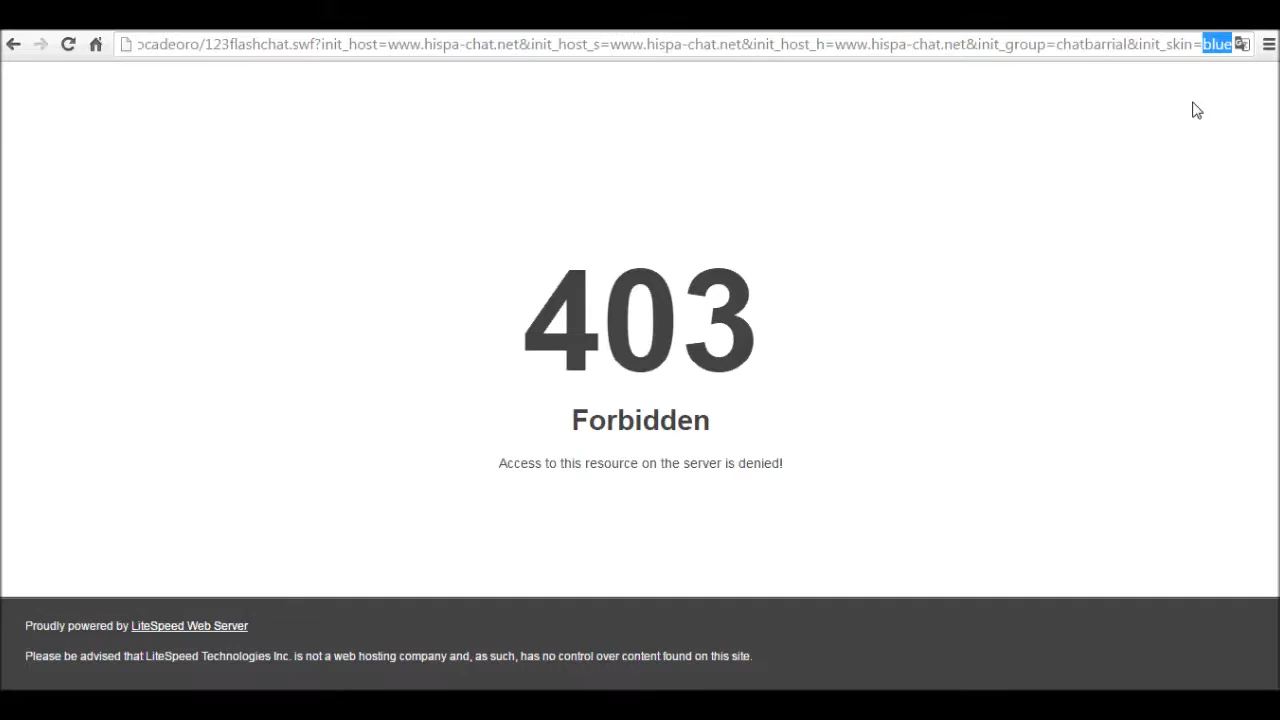 ocadeoro/123flashchat.swf?init_host=www.hispa-chat.net&init_host_s=www.hispa-chat.net&init_host_h=www.hispa-chat.net&init_group=chatbarrial&init_skin=blue
403
Forbidden
Access to this resource on the server is denied!
Proudly powered by LiteSpeed Web Server
Please be advised that LiteSpeed Technologies Inc. is not a web hosting company and, as such, has no control over content found on this site.